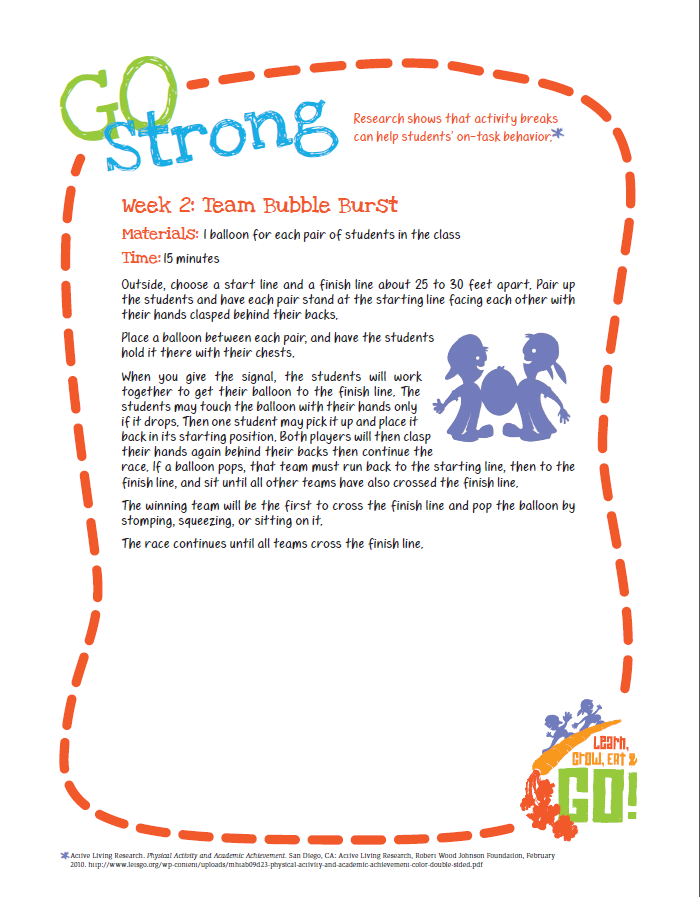 GO
Strong
Research shows that activity breaks
can help students' on-task behavior.*
Week 2: Team Bubble Burst
Materials: 1 balloon for each pair of students in the class
Time: 15 minutes
Outside, choose a start line and a finish line about 25 to 30 feet apart. Pair up
the students and have each pair stand at the starting line facing each other with
their hands clasped behind their backs.
Place a balloon between each pair, and have the students
hold it there with their chests.
When you give the signal, the students will work
together to get their balloon to the finish line. The
students may touch the balloon with their hands only
if it drops. Then one student may pick it up and place it
back in its starting position. Both players will then clasp
their hands again behind their backs then continue the
race. If a balloon pops, that team must run back to the starting line, then to the
finish line, and sit until all other teams have also crossed the finish line.
The winning team will be the first to cross the finish line and pop the balloon by
stomping, squeezing, or sitting on it.
The race continues until all teams cross the finish line.
Learn,
Grow, Eat &
GO!
* Active Living Research. Physical Activity and Academic Achievement. San Diego, CA: Active Living Research, Robert Wood Johnson Foundation, February
2010. http://www.letsgo.org/wp-content/uploads/mhtab09d23-physical-activity-and-academic-achievement-color-double-sided.pdf